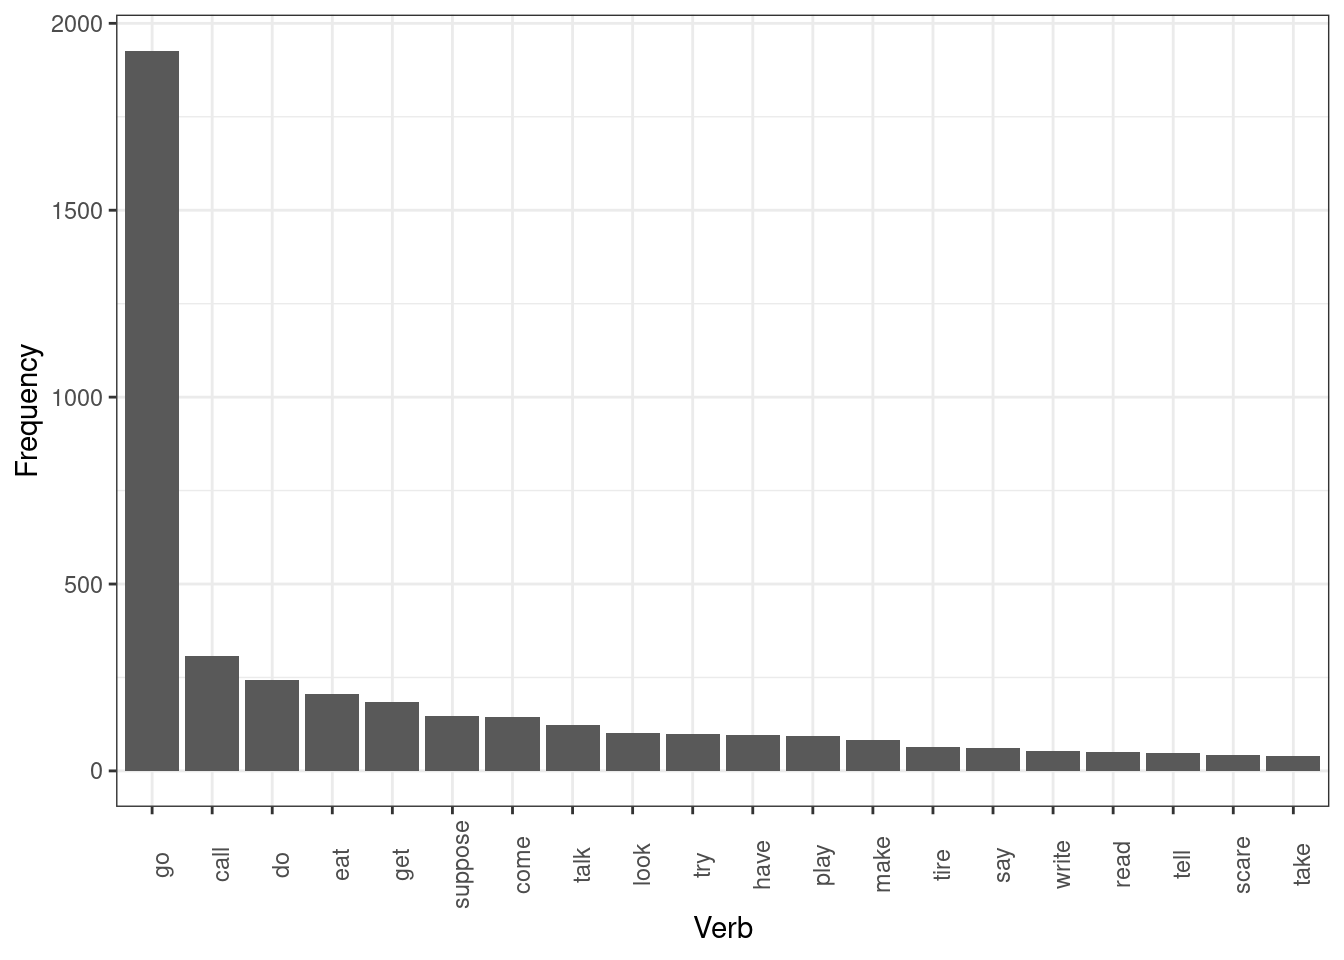 2000
1500
1000
500
0
Frequency
go
call
do
eat
get
suppose
come
talk
look
try
have
play
make
tire
say
write
read
tell
scare
take
Verb